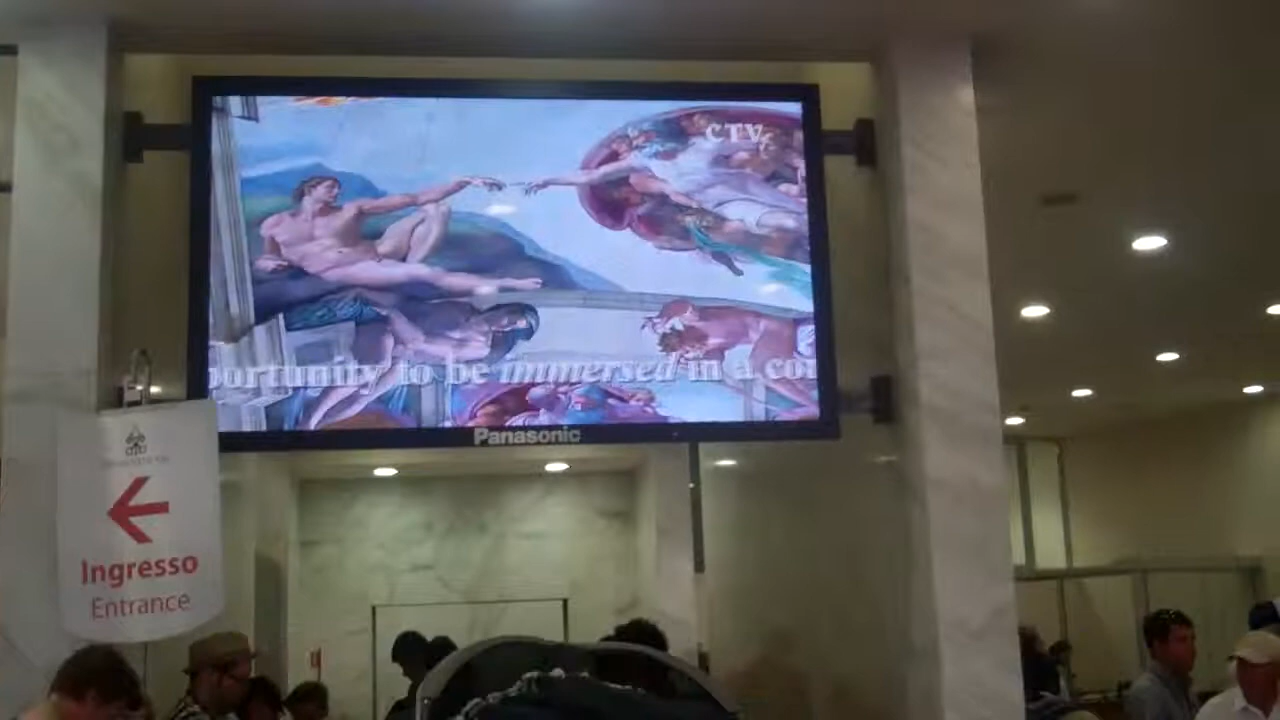 CTV
portunity to be immersed in a co
Panasonic
Ingresso
Entrance